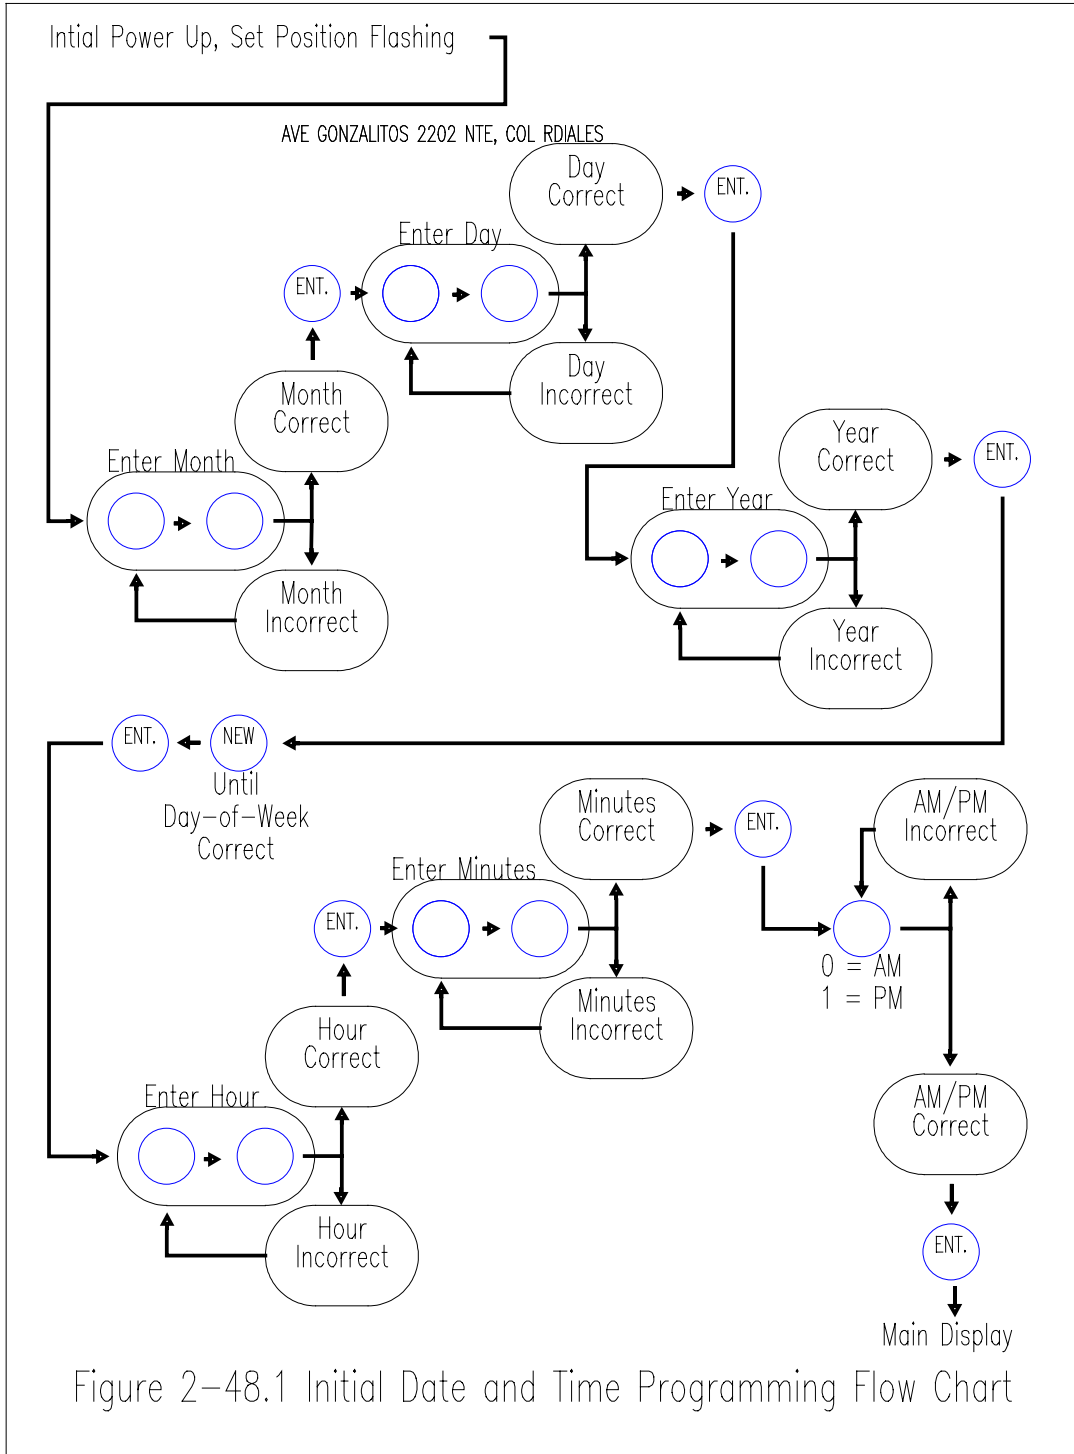 Intial Power Up, Set Position Flashing
AVE GONZALITOS 2202 NTE, COL RDIALES
Day
Correct
ENT.
Enter Day
ENT.
Day
Incorrect
Month
Correct
Enter Month
Month
Incorrect
Year
Correct
ENT.
Enter Year
Year
Incorrect
ENT.
NEW
Until
Day-of-Week
Correct
Minutes
Correct
ENT.
AM/PM
Incorrect
Enter Minutes
ENT.
0 = AM
1 = PM
Minutes
Incorrect
Hour
Correct
Enter Hour
Hour
Incorrect
AM/PM
Correct
ENT.
Main Display
Figure 2-48.1 Initial Date and Time Programming Flow Chart